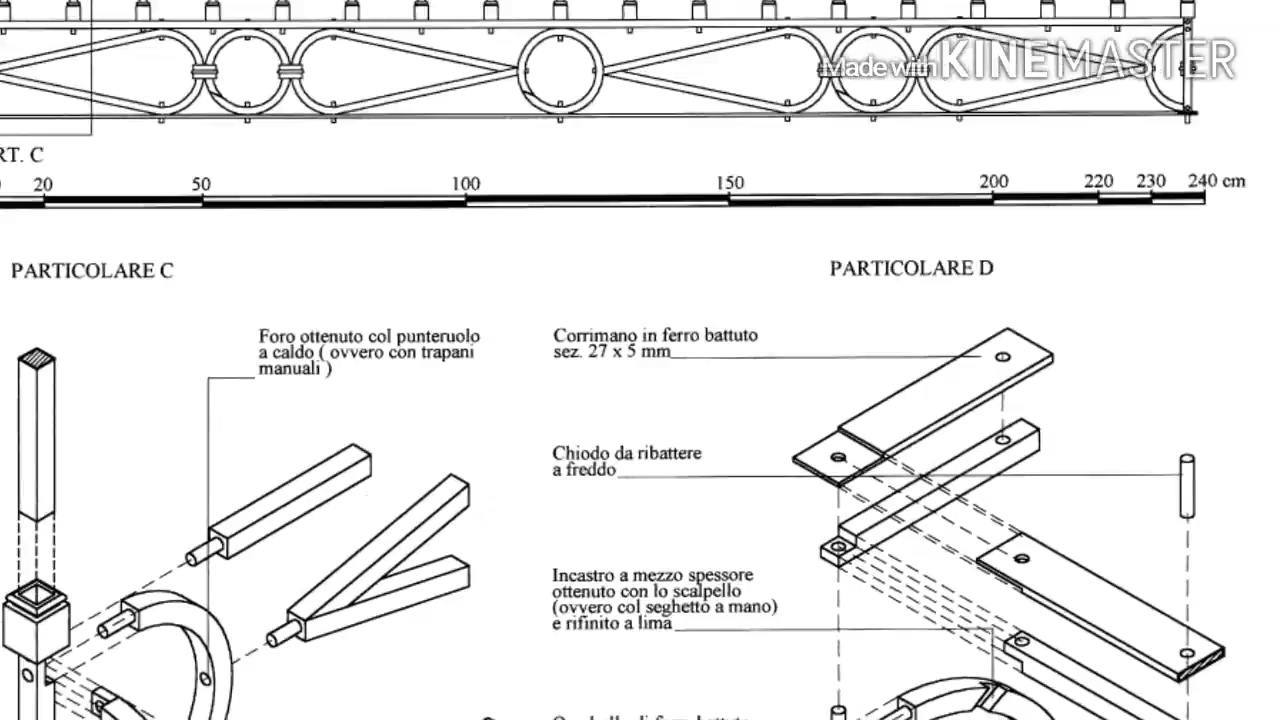 Made with KINEMASTER
RT. C
20 50 100 150 200 220 230 240 cm
PARTICOLARE C
PARTICOLARE D
Foro ottenuto col punteruolo
a caldo ( ovvero con trapani
manuali )
Corrimano in ferro battuto
sez. 27 x 5 mm
Chiodo da ribattere
a freddo
Incastro a mezzo spessore
ottenuto con lo scalpello
(ovvero col seghetto a mano)
e rifinito a lima